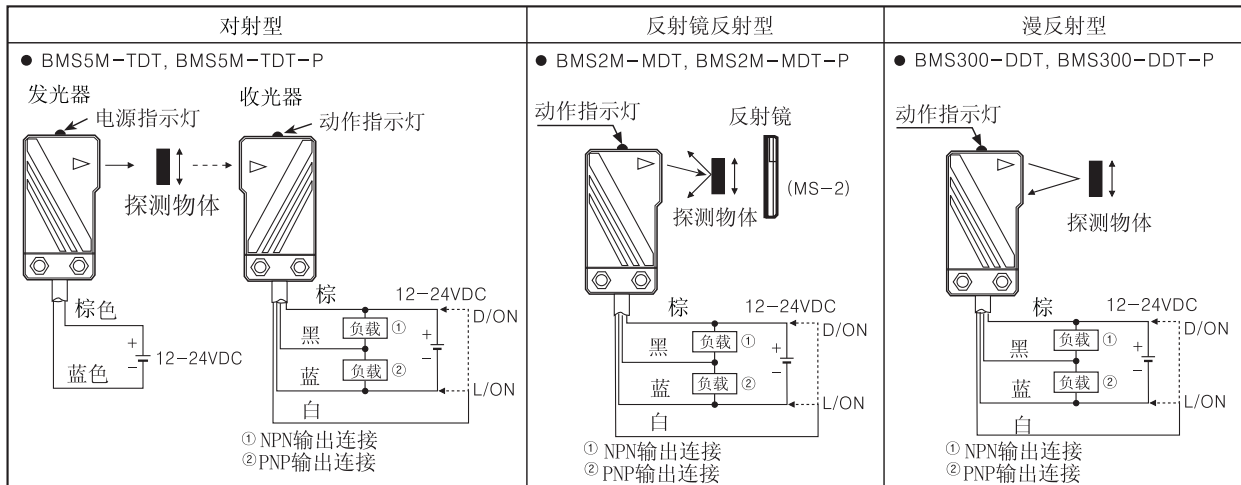 对射型
● BMS5M-TDT, BMS5M-TDT-P
发光器
收光器
电源指示灯
动作指示灯
探测物体
棕色
+
-
12-24VDC
蓝色
棕
12-24VDC
D/ON
负载 ①
黑
+
-
负载 ②
蓝
L/ON
白
① NPN输出连接
② PNP输出连接
反射镜反射型
● BMS2M-MDT, BMS2M-MDT-P
动作指示灯
反射镜
(MS-2)
探测物体
棕
12-24VDC
D/ON
负载 ①
黑
+
-
负载 ②
蓝
L/ON
白
① NPN输出连接
② PNP输出连接
漫反射型
● BMS300-DDT, BMS300-DDT-P
动作指示灯
探测物体
棕
12-24VDC
D/ON
负载 ①
黑
+
-
负载 ②
蓝
L/ON
白
① NPN输出连接
② PNP输出连接